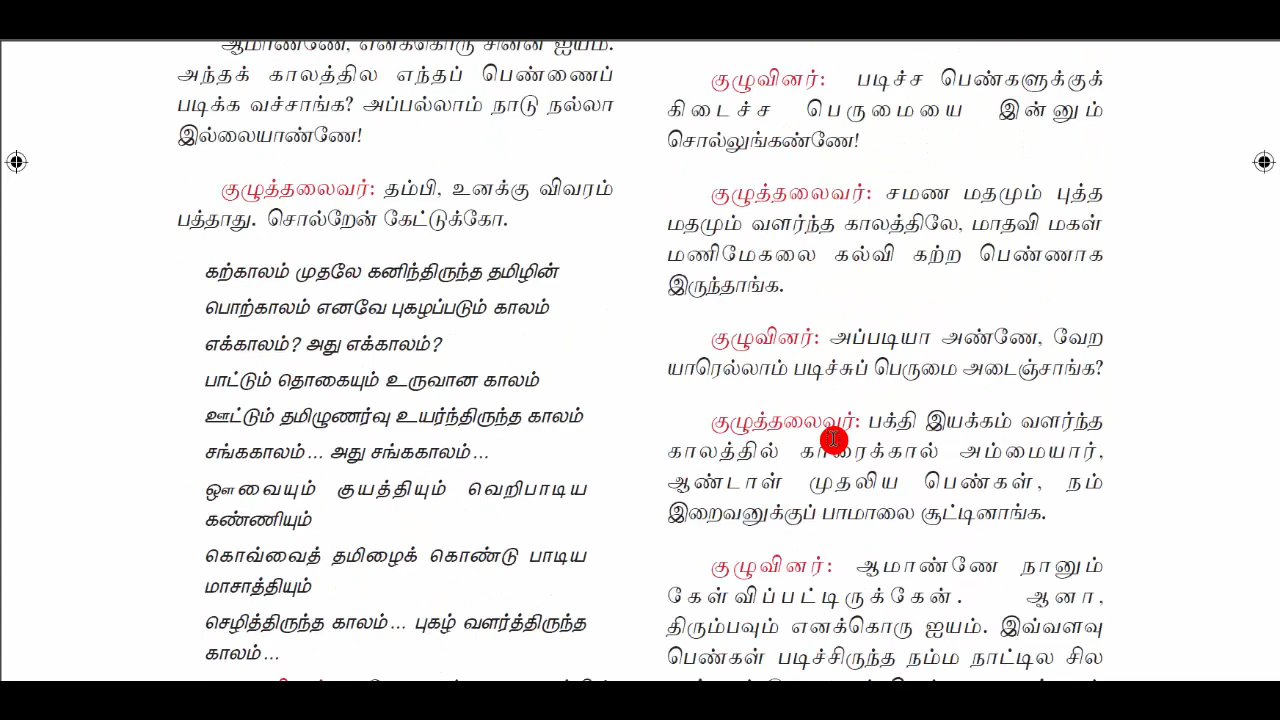 ஆமாண்ணே, எனக்கொரு சின்ன ஐயம்.
அந்தக் காலத்தில எந்தப் பெண்ணைப்
படிக்க வச்சாங்க? அப்பல்லாம் நாடு நல்லா
இல்லையாண்ணே!
குழுத்தலைவர்: தம்பி, உனக்கு விவரம்
பத்தாது. சொல்றேன் கேட்டுக்கோ.
கற்காலம் முதலே கனிந்திருந்த தமிழின்
பொற்காலம் எனவே புகழப்படும் காலம்
எக்காலம்? அது எக்காலம்?
பாட்டும் தொகையும் உருவான காலம்
ஊட்டும் தமிழுணர்வு உயர்ந்திருந்த காலம்
சங்ககாலம் ... அது சங்ககாலம் ...
ஔவையும் குயத்தியும் வெறிபாடிய
கண்ணியும்
கொவ்வைத் தமிழைக் கொண்டு பாடிய
மாசாத்தியும்
செழித்திருந்த காலம் ... புகழ் வளர்த்திருந்த
காலம் ...
குழுவினர்: படிச்ச பெண்களுக்குக்
கிடைச்ச பெருமையை இன்னும்
சொல்லுங்கண்ணே!
குழுத்தலைவர்: சமண மதமும் புத்த
மதமும் வளர்ந்த காலத்திலே, மாதவி மகள்
மணிமேகலை கல்வி கற்ற பெண்ணாக
இருந்தாங்க.
குழுவினர்: அப்படியா அண்ணே, வேற
யாரெல்லாம் படிச்சுப் பெருமை அடைஞ்சாங்க?
குழுத்தலைவர்: பக்தி இயக்கம் வளர்ந்த
காலத்தில் காரைக்கால் அம்மையார்,
ஆண்டாள் முதலிய பெண்கள், நம்
இறைவனுக்குப் பாமாலை சூட்டினாங்க.
குழுவினர்: ஆமாண்ணே நானும்
கேள்விப்பட்டிருக்கேன். ஆனா,
திரும்பவும் எனக்கொரு ஐயம். இவ்வளவு
பெண்கள் படிச்சிருந்த நம்ம நாட்டில சில